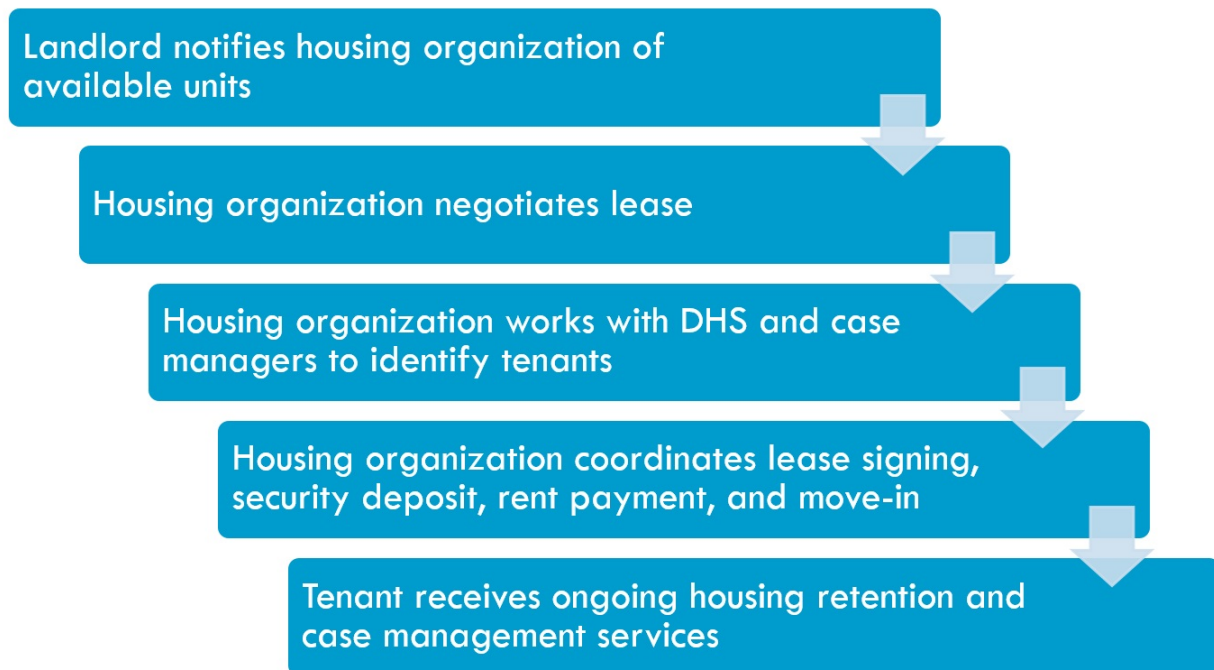 Landlord notifies housing organization of
available units
Housing organization negotiates lease
Housing organization works with DHS and case
managers to identify tenants
Housing organization coordinates lease signing,
security deposit, rent payment, and move-in
Tenant receives ongoing housing retention and
case management services